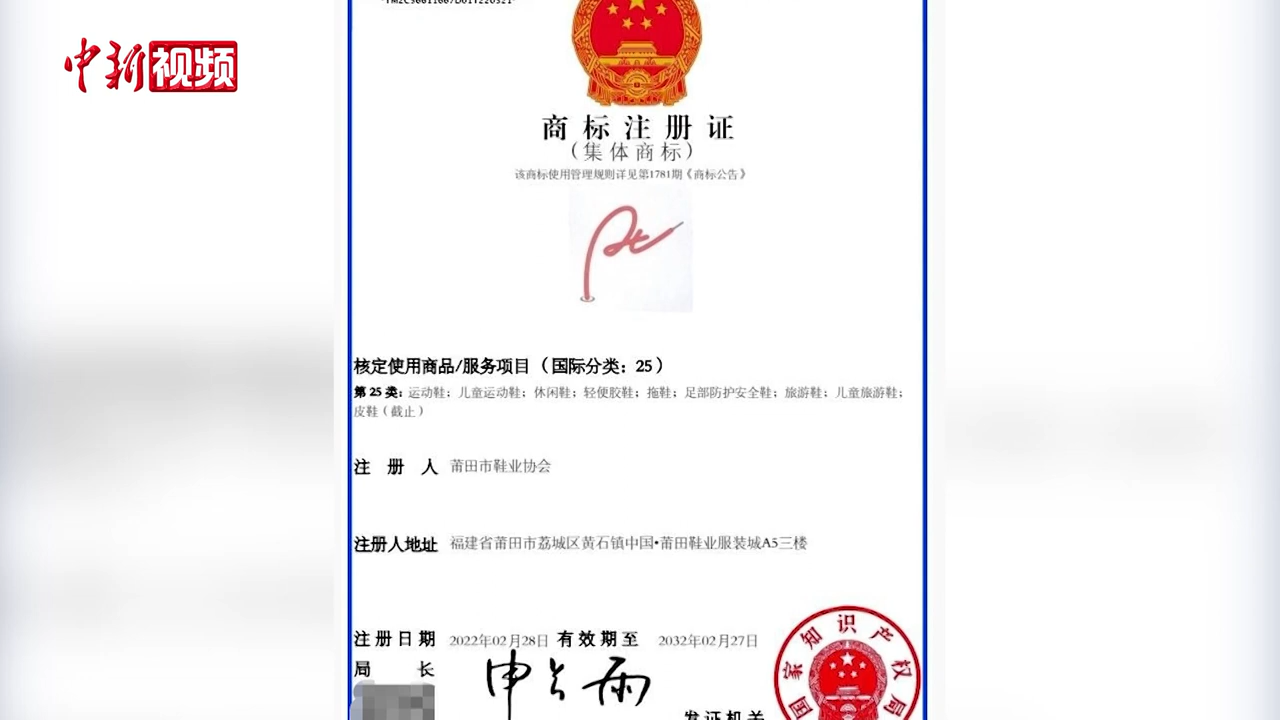 中新视频
商标注册证
（集体商标）
该商标使用管理规则详见第1781期《商标公告》
Pt
核定使用商品/服务项目（国际分类：25）
第25类：运动鞋；儿童运动鞋；休闲鞋；轻便胶鞋；拖鞋；足部防护安全鞋；旅游鞋；儿童旅游鞋；
皮鞋（截止）
注 册 人 莆田市鞋业协会
注册人地址 福建省莆田市荔城区黄石镇中国•莆田鞋业服装城A5三楼
注册日期 2022年02月28日 有效期至 2032年02月27日
局 长 申长雨
发证机关
国家知识产权局